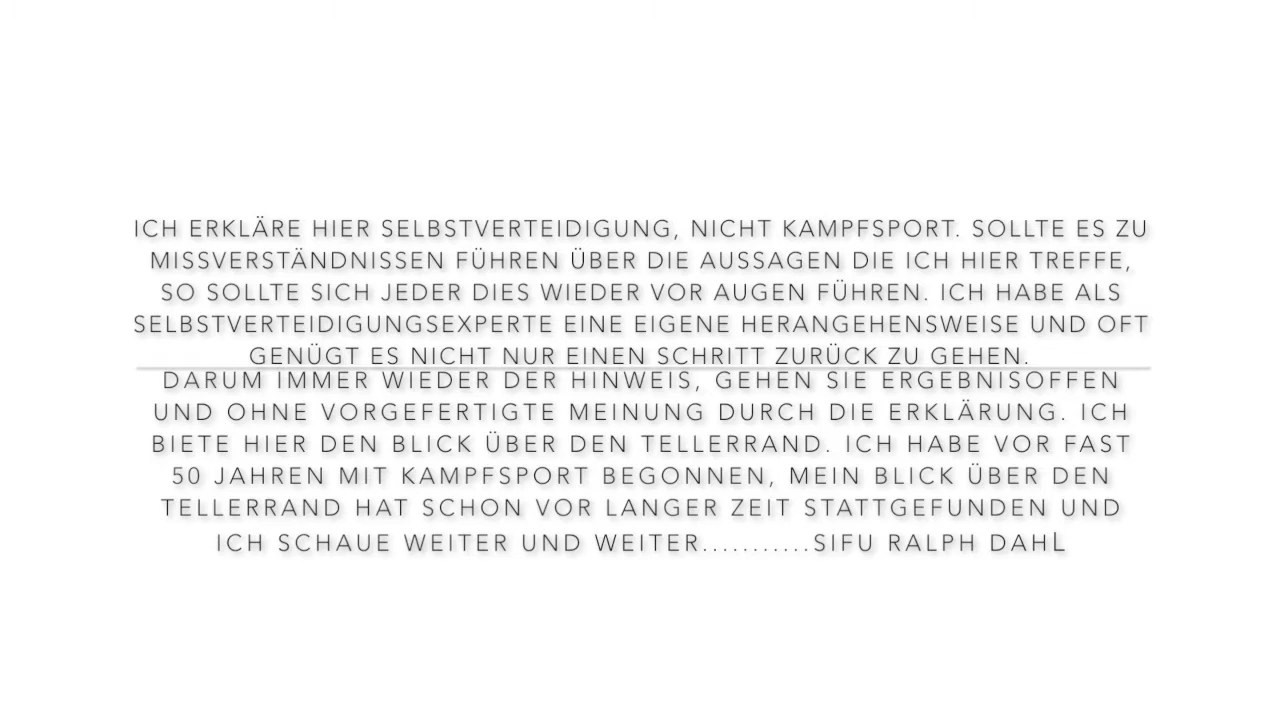 ICH ERKLÄRE HIER SELBSTVERTEIDIGUNG, NICHT KAMPFSPORT. SOLLTE ES ZU
MISSVERSTÄNDNISSEN FÜHREN ÜBER DIE AUSSAGEN DIE ICH HIER TREFFE,
SO SOLLTE SICH JEDER DIES WIEDER VOR AUGEN FÜHREN. ICH HABE ALS
SELBSTVERTEIDIGUNGSEXPERTE EINE EIGENE HERANGEHENSWEISE UND OFT
GENÜGT ES NICHT NUR EINEN SCHRITT ZURÜCK ZU GEHEN.
DARUM IMMER WIEDER DER HINWEIS, GEHEN SIE ERGEBNISOFFEN
UND OHNE VORGEFERTIGTE MEINUNG DURCH DIE ERKLÄRUNG. ICH
BIETE HIER DEN BLICK ÜBER DEN TELLERRAND. ICH HABE VOR FAST
50 JAHREN MIT KAMPFSPORT BEGONNEN, MEIN BLICK ÜBER DEN
TELLERRAND HAT SCHON VOR LANGER ZEIT STATTGEFUNDEN UND
ICH SCHAUE WEITER UND WEITER...........SIFU RALPH DAHL